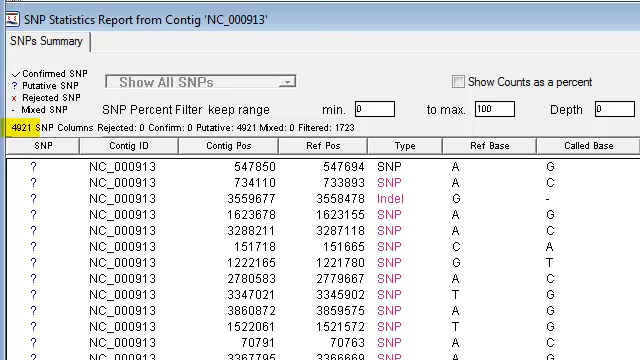 SNP Statistics Report from Contig 'NC_000913'
SNPs Summary
Confirmed SNP
? Putative SNP
x Rejected SNP
- Mixed SNP
Show All SNPs
Show Counts as a percent
SNP Percent Filter keep range min. 0 to max. 100 Depth 0
4921 SNP Columns Rejected: 0 Confirm: 0 Putative: 4921 Mixed: 0 Filtered: 1723
SNP Contig ID Contig Pos Ref Pos Type Ref Base Called Base
? NC_000913 547850 547694 SNP A G
? NC_000913 734110 733893 SNP A C
? NC_000913 3559677 3558478 Indel G -
? NC_000913 1623678 1623155 SNP A G
? NC_000913 3288211 3287118 SNP A C
? NC_000913 151718 151665 SNP C A
? NC_000913 1222165 1221780 SNP G T
? NC_000913 2780583 2779667 SNP A C
? NC_000913 3347021 3345902 SNP T G
? NC_000913 3860872 3859575 SNP A G
? NC_000913 1522061 1521572 SNP T G
? NC_000913 70791 70763 SNP A C
? NC_000913 3367795 3366669 SNP A C